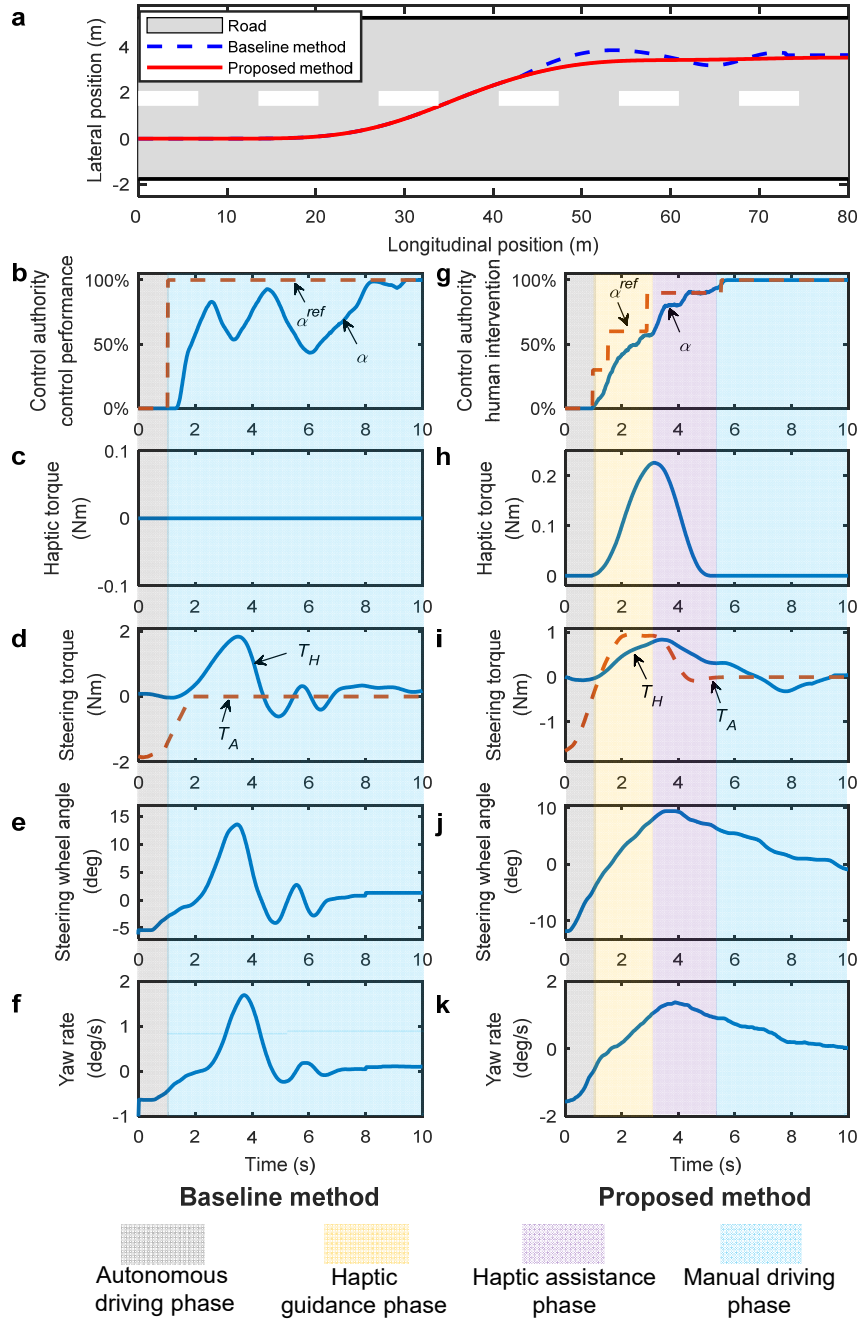 a
Road
Baseline method
Proposed method
Lateral position (m)
4
2
0
-2
0 10 20 30 40 50 60 70 80
Longitudinal position (m)
b
Control authority
control performance
100%
50%
0%
α^ref
α
0 2 4 6 8 10
g
Control authority
human intervention
100%
50%
0%
α^ref
α
0 2 4 6 8 10
c
Haptic torque
(Nm)
0.1
0
-0.1
0 2 4 6 8 10
h
Haptic torque
(Nm)
0.2
0.1
0
0 2 4 6 8 10
d
Steering torque
(Nm)
2
0
-2
T_H
T_A
0 2 4 6 8 10
i
Steering torque
(Nm)
1
0
-1
T_H
T_A
0 2 4 6 8 10
e
Steering wheel angle
(deg)
15
10
5
0
-5
0 2 4 6 8 10
j
Steering wheel angle
(deg)
10
0
-10
0 2 4 6 8 10
f
Yaw rate
(deg/s)
2
1
0
-1
0 2 4 6 8 10
Time (s)
k
Yaw rate
(deg/s)
2
0
-2
0 2 4 6 8 10
Time (s)
Baseline method
Proposed method
Autonomous
driving phase
Haptic
guidance phase
Haptic assistance
phase
Manual driving
phase